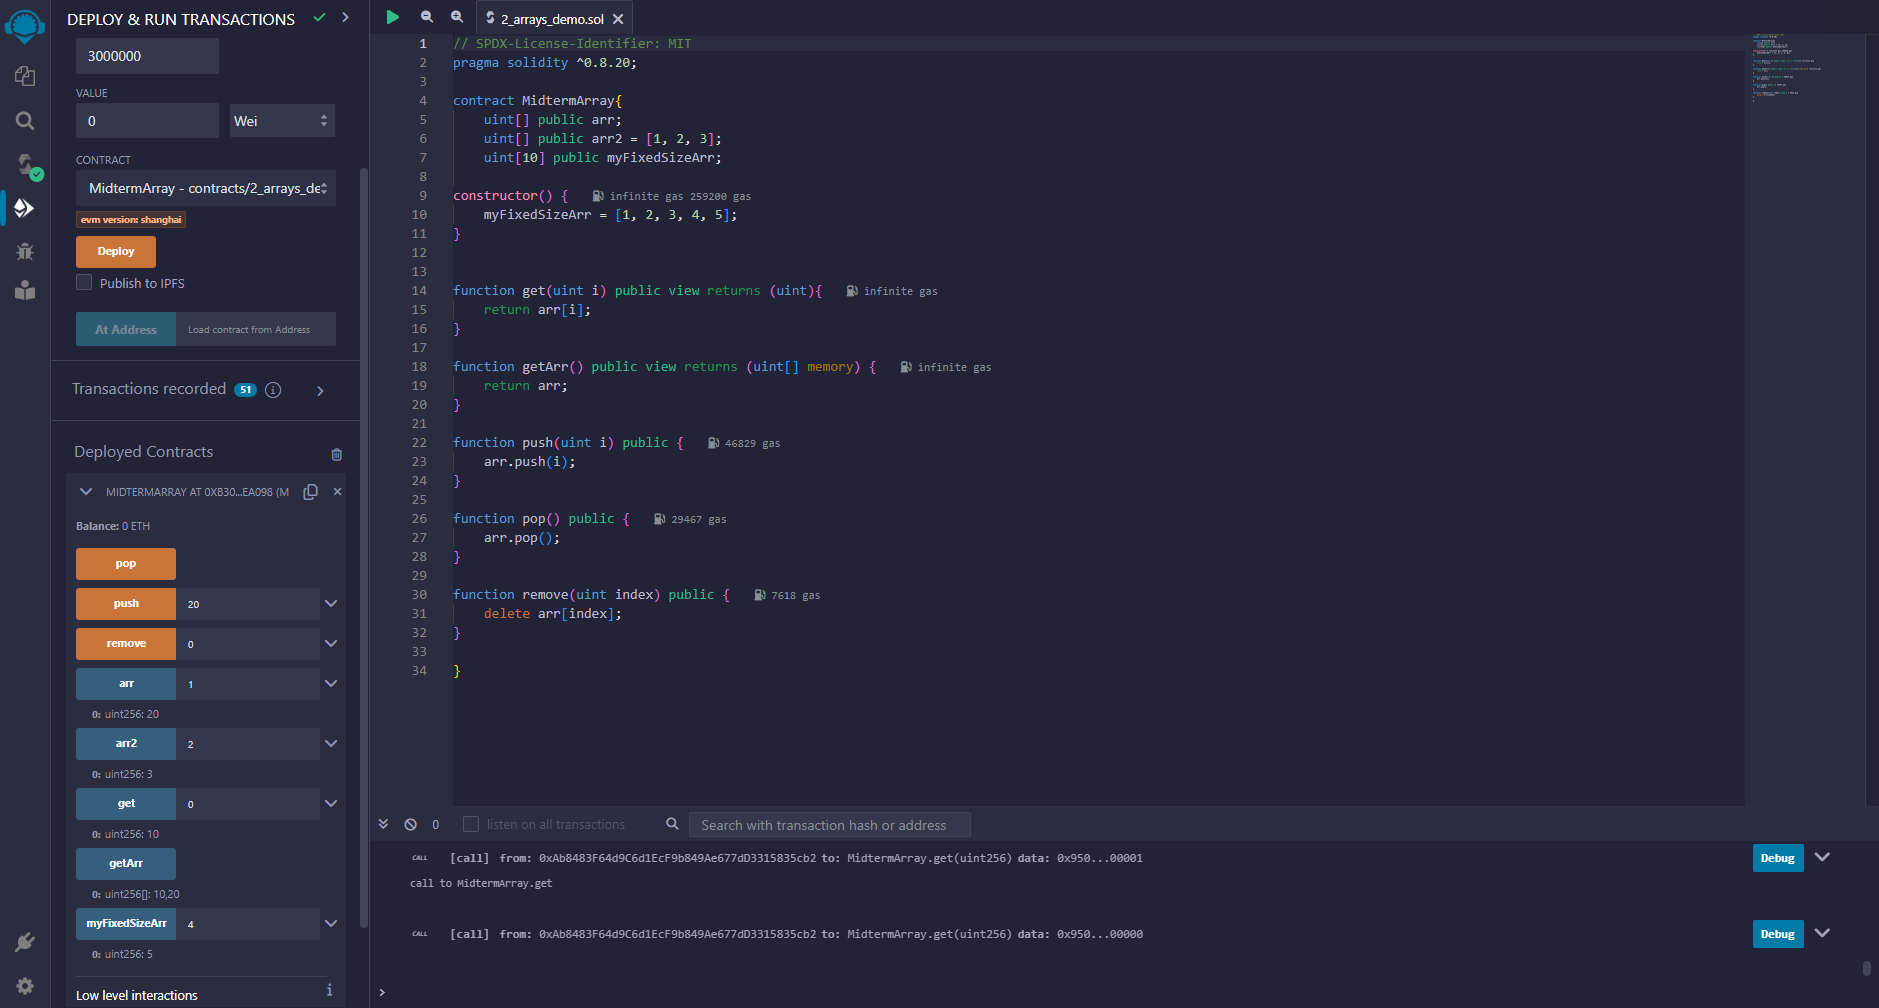 DEPLOY & RUN TRANSACTIONS
3000000
VALUE
0
Wei
CONTRACT
MidtermArray - contracts/2_arrays_de
evm version: shanghai
Deploy
Publish to IPFS
At Address
Load contract from Address
Transactions recorded 51 i
Deployed Contracts
MIDTERMARRAY AT 0XB30...EA098 (M
Balance: 0 ETH
pop
push 20
remove 0
arr 1
0: uint256: 20
arr2 2
0: uint256: 3
get 0
0: uint256: 10
getArr
0: uint256[]: 10,20
myFixedSizeArr 4
0: uint256: 5
Low level interactions i
2_arrays_demo.sol
1 // SPDX-License-Identifier: MIT
2 pragma solidity ^0.8.20;
3
4 contract MidtermArray{
5 uint[] public arr;
6 uint[] public arr2 = [1, 2, 3];
7 uint[10] public myFixedSizeArr;
8
9 constructor() { infinite gas 259200 gas
10 myFixedSizeArr = [1, 2, 3, 4, 5];
11 }
12
13
14 function get(uint i) public view returns (uint){ infinite gas
15 return arr[i];
16 }
17
18 function getArr() public view returns (uint[] memory) { infinite gas
19 return arr;
20 }
21
22 function push(uint i) public { 46829 gas
23 arr.push(i);
24 }
25
26 function pop() public { 29467 gas
27 arr.pop();
28 }
29
30 function remove(uint index) public { 7618 gas
31 delete arr[index];
32 }
33
34 }
0
listen on all transactions
Search with transaction hash or address
CALL [call] from: 0xAb8483F64d9C6d1EcF9b849Ae677dD3315835cb2 to: MidtermArray.get(uint256) data: 0x950...00001
Debug
call to MidtermArray.get
CALL [call] from: 0xAb8483F64d9C6d1EcF9b849Ae677dD3315835cb2 to: MidtermArray.get(uint256) data: 0x950...00000
Debug
>